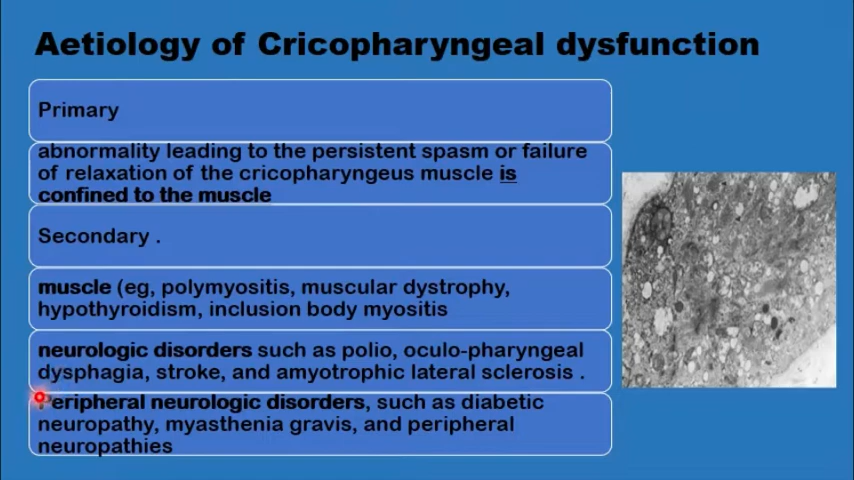 Aetiology of Cricopharyngeal dysfunction
Primary
abnormality leading to the persistent spasm or failure
of relaxation of the cricopharyngeus muscle is
confined to the muscle
Secondary .
muscle (eg, polymyositis, muscular dystrophy,
hypothyroidism, inclusion body myositis
neurologic disorders such as polio, oculo-pharyngeal
dysphagia, stroke, and amyotrophic lateral sclerosis .
Peripheral neurologic disorders, such as diabetic
neuropathy, myasthenia gravis, and peripheral
neuropathies